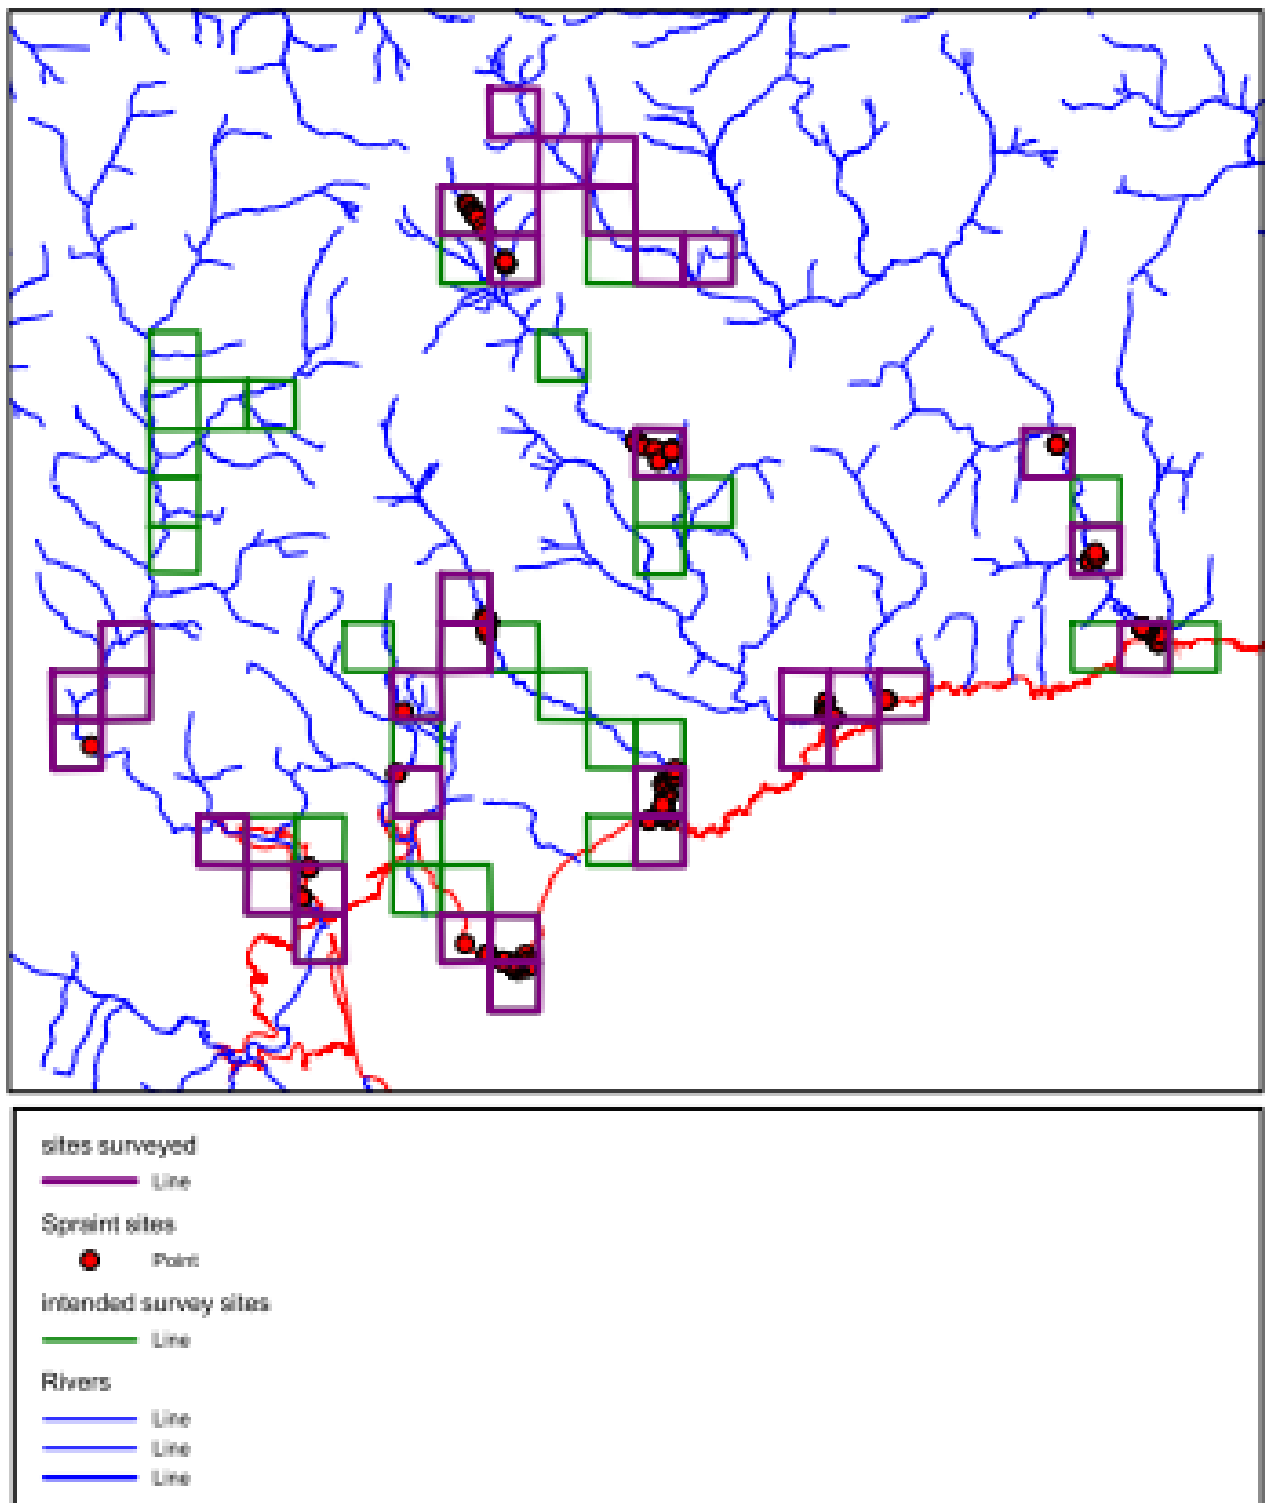 sites surveyed
Line
Spraint sites
Point
intended survey sites
Line
Rivers
Line
Line
Line